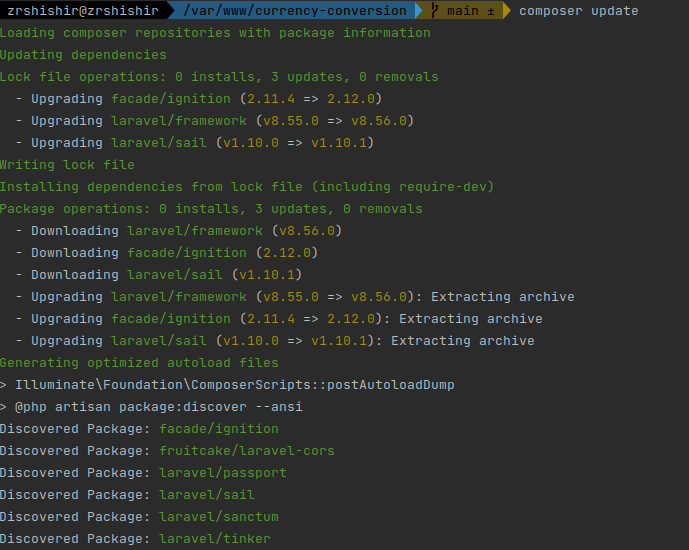 zrshishir@zrshishir /var/www/currency-conversion main ± composer update
Loading composer repositories with package information
Updating dependencies
Lock file operations: 0 installs, 3 updates, 0 removals
  - Upgrading facade/ignition (2.11.4 => 2.12.0)
  - Upgrading laravel/framework (v8.55.0 => v8.56.0)
  - Upgrading laravel/sail (v1.10.0 => v1.10.1)
Writing lock file
Installing dependencies from lock file (including require-dev)
Package operations: 0 installs, 3 updates, 0 removals
  - Downloading laravel/framework (v8.56.0)
  - Downloading facade/ignition (2.12.0)
  - Downloading laravel/sail (v1.10.1)
  - Upgrading laravel/framework (v8.55.0 => v8.56.0): Extracting archive
  - Upgrading facade/ignition (2.11.4 => 2.12.0): Extracting archive
  - Upgrading laravel/sail (v1.10.0 => v1.10.1): Extracting archive
Generating optimized autoload files
> Illuminate\Foundation\ComposerScripts::postAutoloadDump
> @php artisan package:discover --ansi
Discovered Package: facade/ignition
Discovered Package: fruitcake/laravel-cors
Discovered Package: laravel/passport
Discovered Package: laravel/sail
Discovered Package: laravel/sanctum
Discovered Package: laravel/tinker